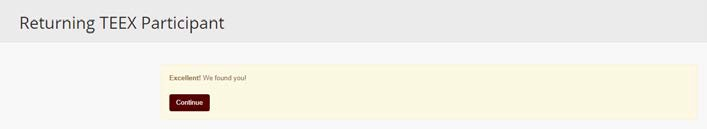 Returning TEEX Participant
Excellent! We found you!
Continue